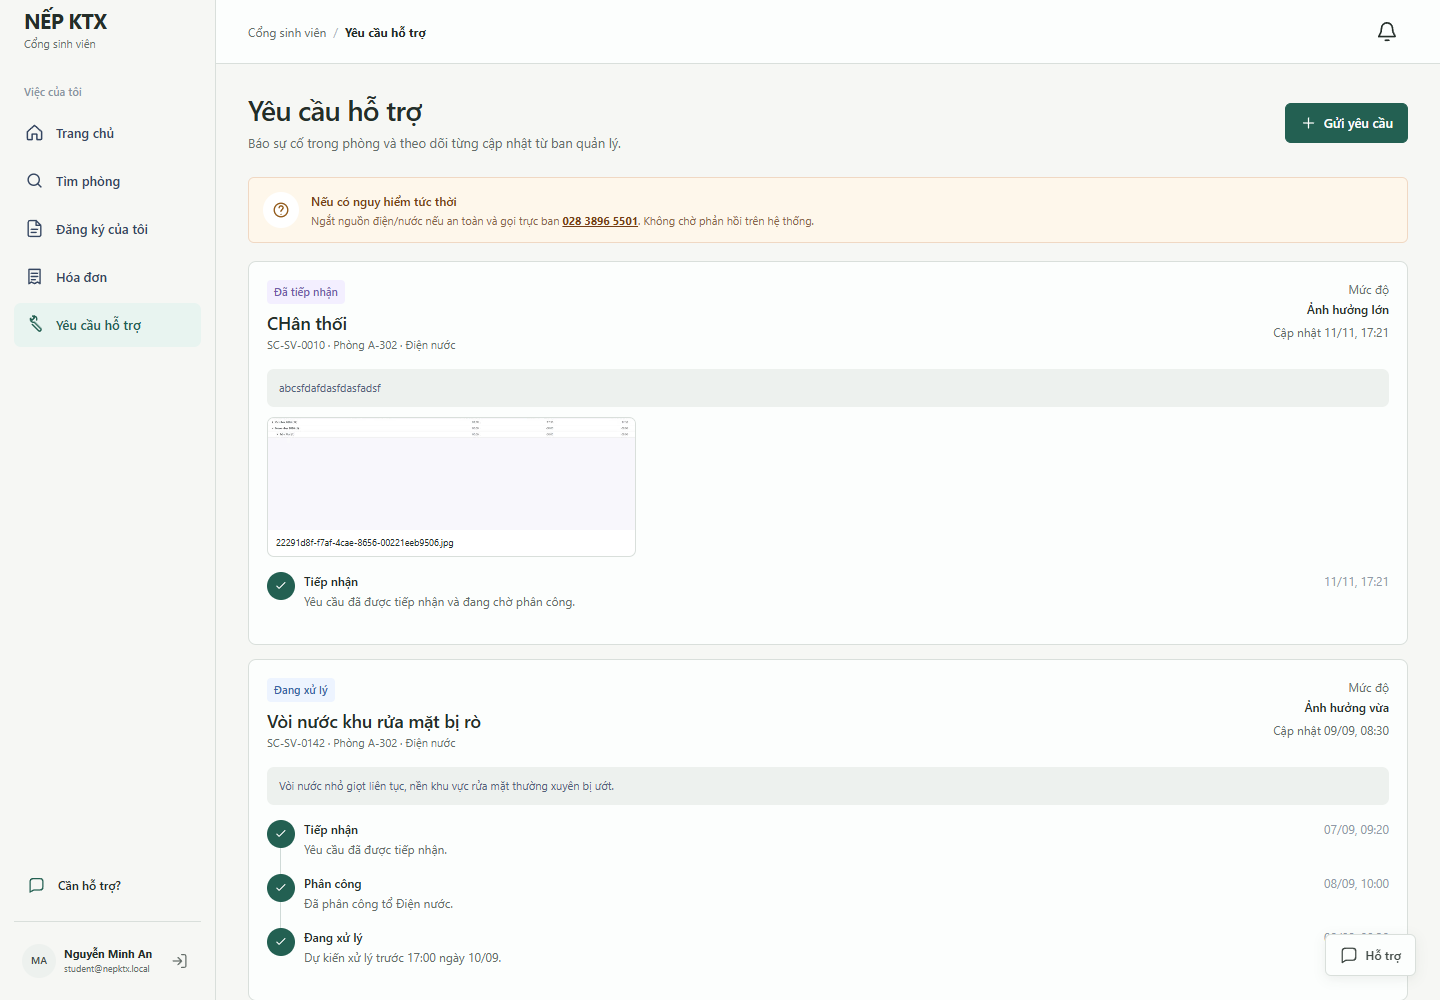 NẾP KTX
Cổng sinh viên
Việc của tôi
Trang chủ
Tìm phòng
Đăng ký của tôi
Hóa đơn
Yêu cầu hỗ trợ
Cần hỗ trợ?
MA
Nguyễn Minh An
student@nepktx.local
Cổng sinh viên / Yêu cầu hỗ trợ
Yêu cầu hỗ trợ
Báo sự cố trong phòng và theo dõi từng cập nhật từ ban quản lý.
+ Gửi yêu cầu
Nếu có nguy hiểm tức thời
Ngắt nguồn điện/nước nếu an toàn và gọi trực ban 028 3896 5501. Không chờ phản hồi trên hệ thống.
Đã tiếp nhận
CHân thối
SC-SV-0010 · Phòng A-302 · Điện nước
Mức độ
Ảnh hưởng lớn
Cập nhật 11/11, 17:21
abcsfdafdasfdasfadsf
22291d8f-f7af-4cae-8656-00221eeb9506.jpg
Tiếp nhận
11/11, 17:21
Yêu cầu đã được tiếp nhận và đang chờ phân công.
Đang xử lý
Vòi nước khu rửa mặt bị rò
SC-SV-0142 · Phòng A-302 · Điện nước
Mức độ
Ảnh hưởng vừa
Cập nhật 09/09, 08:30
Vòi nước nhỏ giọt liên tục, nền khu vực rửa mặt thường xuyên bị ướt.
Tiếp nhận
07/09, 09:20
Yêu cầu đã được tiếp nhận.
Phân công
08/09, 10:00
Đã phân công tổ Điện nước.
Đang xử lý
Dự kiến xử lý trước 17:00 ngày 10/09.
Hỗ trợ